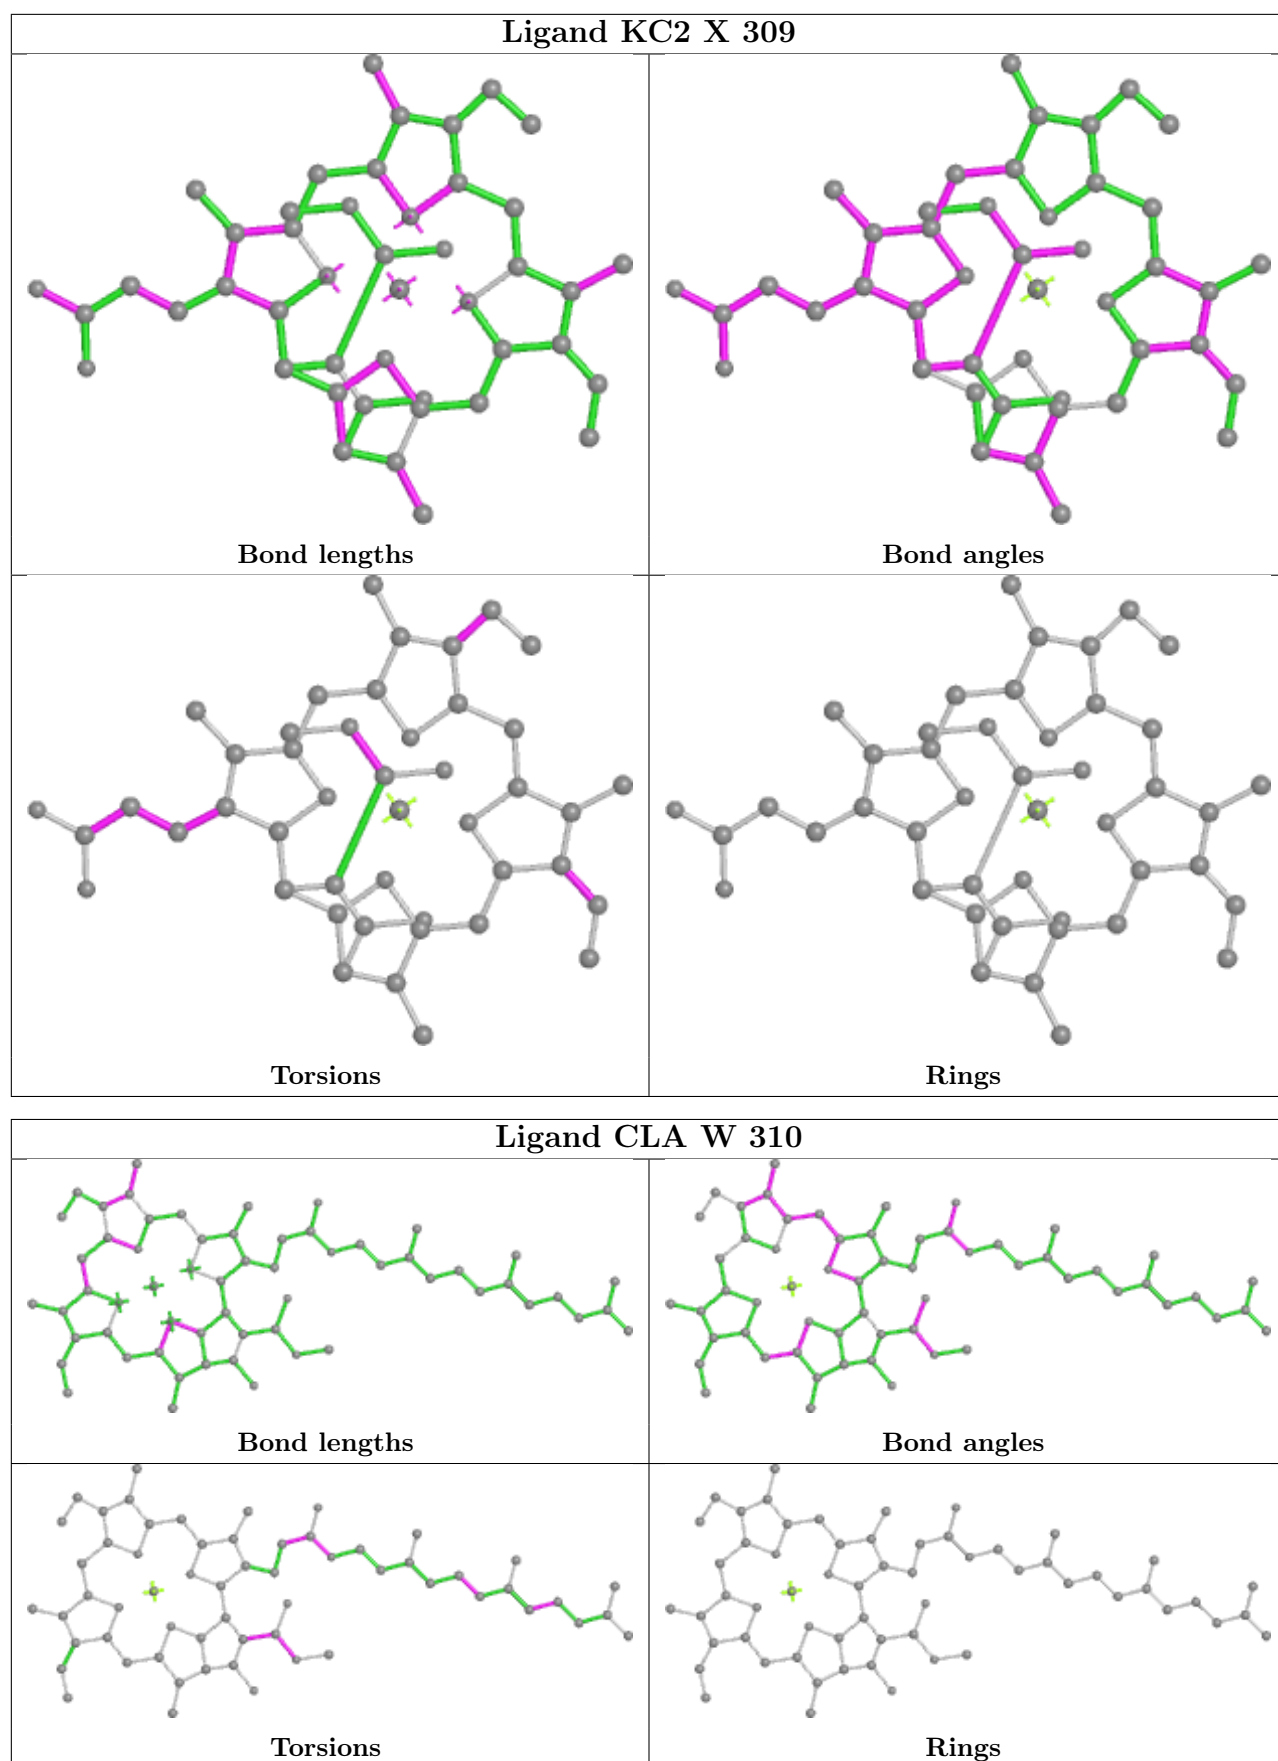 Ligand KC2 X 309
Bond lengths
Bond angles
Torsions
Rings
Ligand CLA W 310
Bond lengths
Bond angles
Torsions
Rings